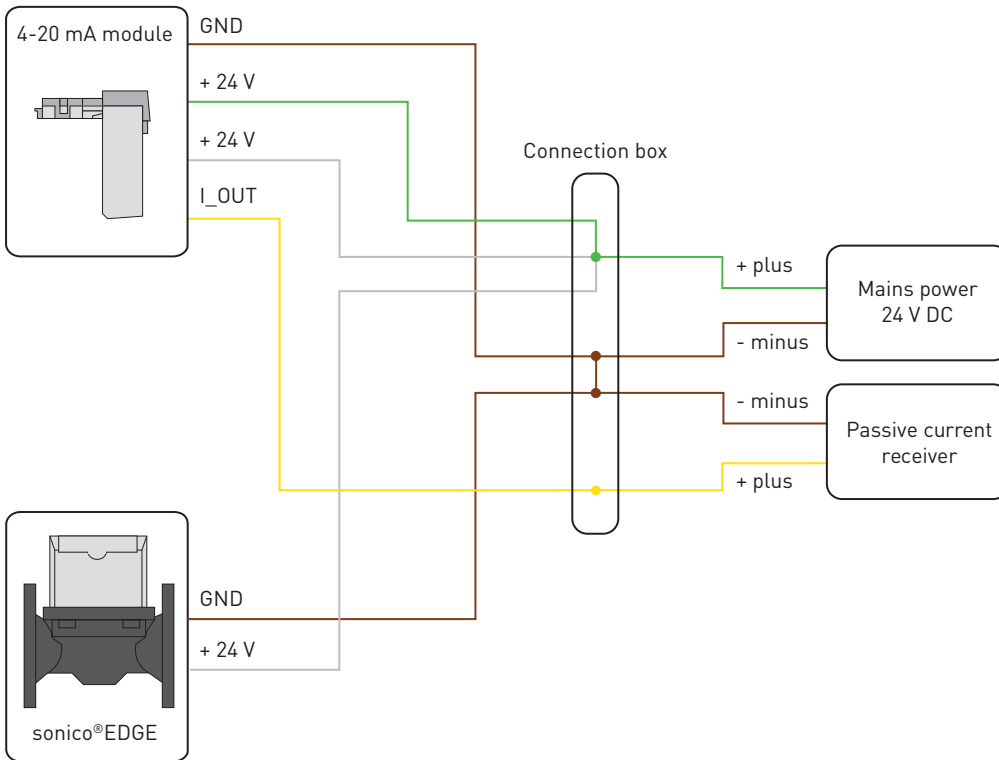 4-20 mA module
GND
+ 24 V
+ 24 V
I_OUT
Connection box
+ plus
Mains power
24 V DC
- minus
- minus
Passive current
receiver
+ plus
GND
+ 24 V
sonico®EDGE